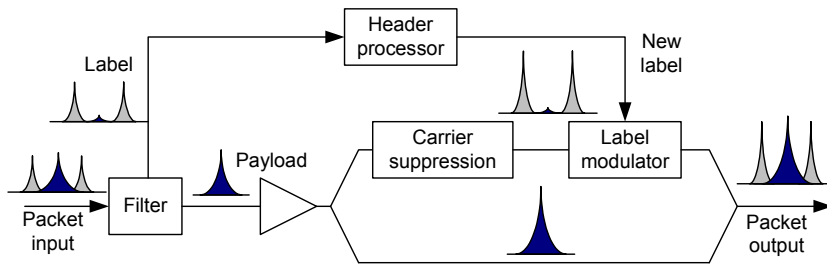 Header
processor
New
label
Label
Payload
Carrier
suppression
Label
modulator
Filter
Packet
input
Packet
output